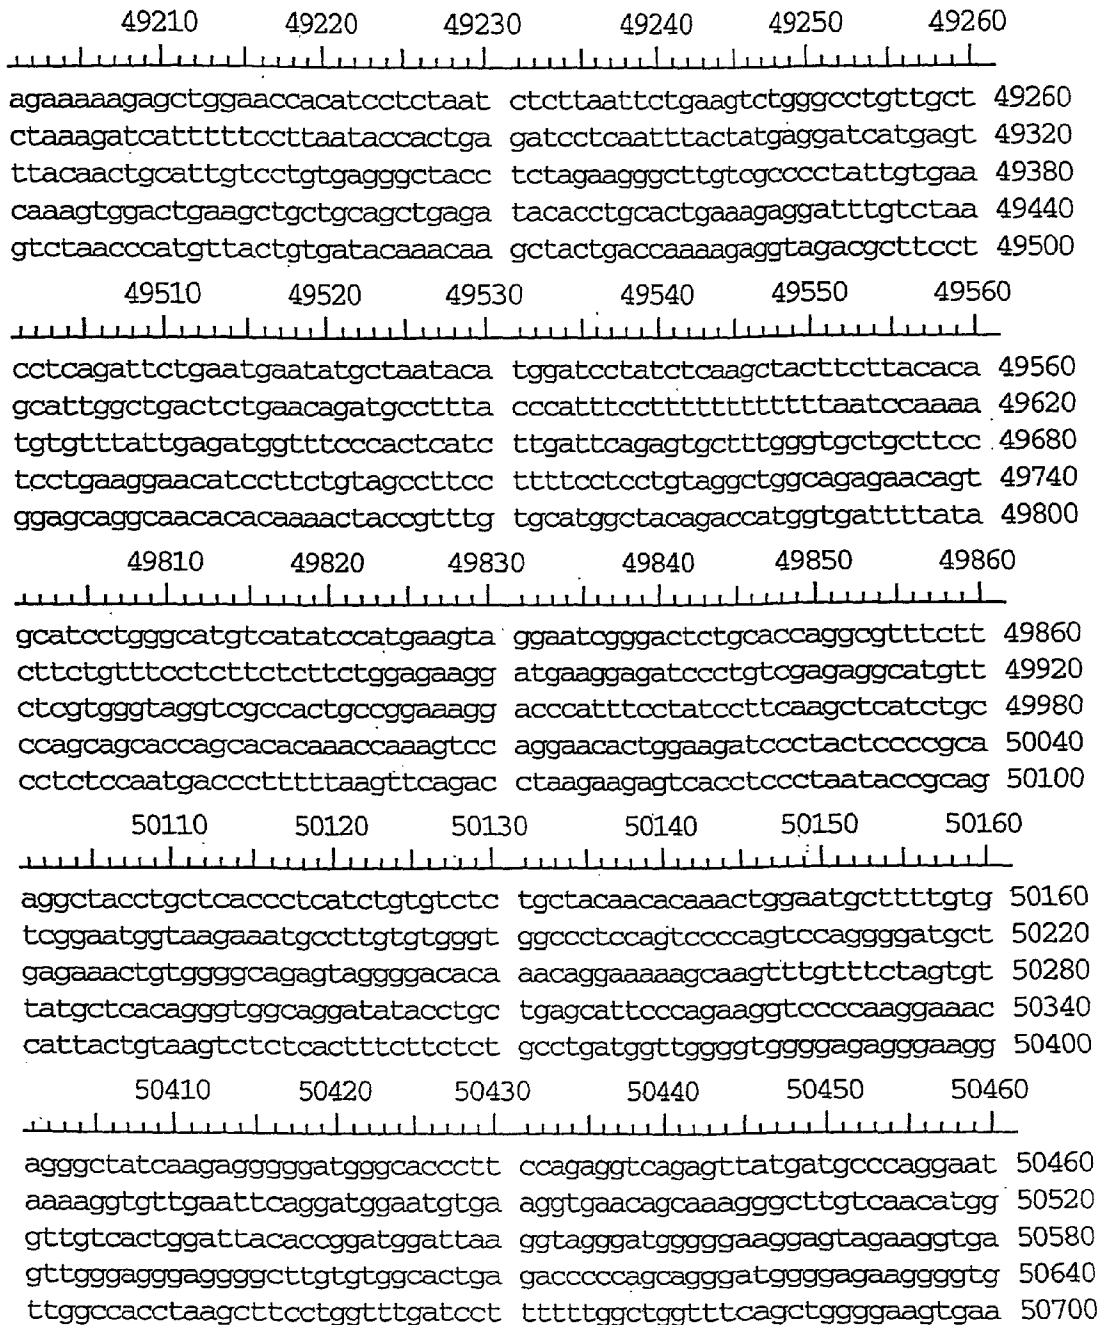 49210 49220 49230 49240 49250 49260
agaaaaagagctggaaccacatcctctaat ctcttaattctgaagtctgggcctgttgct 49260
ctaaagatcatttttccttaataccactga gatcctcaatttactatgaggatcatgagt 49320
ttacaactgcattgtcctgtgagggctacc tctagaagggcttgtcgcccctattgtgaa 49380
caaagtggactgaagctgctgcagctgaga tacacctgcactgaaagaggatttgtctaa 49440
gtctaacccatgttactgtgatacaaacaa gctactgaccaaaagaggtagacgcttcct 49500
49510 49520 49530 49540 49550 49560
cctcagattctgaatgaatatgctaataca tggatcctatctcaagctacttcttacaca 49560
gcattggctgactctgaacagatgccttta cccatttccttttttttttttaatccaaaa 49620
tgtgtttattgagatggtttcccactcatc ttgattcagagtgctttgggtgctgcttcc 49680
tcctgaaggaacatccttctgtagccttcc ttttcctcctgtaggctggcagagaacagt 49740
ggagcaggcaacacacaaaactaccgtttg tgcatggctacagaccatggtgattttata 49800
49810 49820 49830 49840 49850 49860
gcatcctgggcatgtcatatccatgaagta ggaatcgggactctgcaccaggcgtttctt 49860
cttctgtttcctcttctcttctggagaagg atgaaggagatccctgtcgagaggcatgtt 49920
ctcgtgggtaggtcgccactgccggaaagg acccatttcctatccttcaagctcatctgc 49980
ccagcagcaccagcacacaaaccaaagtcc aggaacactggaagatccctactccccgca 50040
cctctccaatgacccctttttaagttcagac ctaagaagagtcacctccctaataccgcag 50100
50110 50120 50130 50140 50150 50160
aggctacctgctcaccctcatctgtgtctc tgctacaacacaaactggaatgcttttgtg 50160
tcggaatggtaagaaatgccttgtgtgggt ggccctccagtccccagtccaggggatgct 50220
gagaaactgtggggcagagtaggggacaca aacaggaaaaagcaagtttgtttctagtgt 50280
tatgctcacagggtggcaggatatacctgc tgagcattcccagaaggtccccaaggaaac 50340
cattactgtaagtctctcactttcttctct gcctgatggttggggtggggagagggaagg 50400
50410 50420 50430 50440 50450 50460
agggctatcaagagggggatgggcaccctt ccagaggtcagagttatgatgcccaggaat 50460
aaaaggtgttgaattcaggatggaatgtga aggtgaacagcaaagggcttgtcaacatgg 50520
gttgtcactggattacaccggatggattaa ggtagggatgggggaaggagtagaaggtga 50580
gttgggagggaggggcttgtgtggcactga gacccccagcagggatggggagaaggggtg 50640
ttggccacctaagcttcctggtttgatcct tttttggctggtttcagctggggaagtgaa 50700